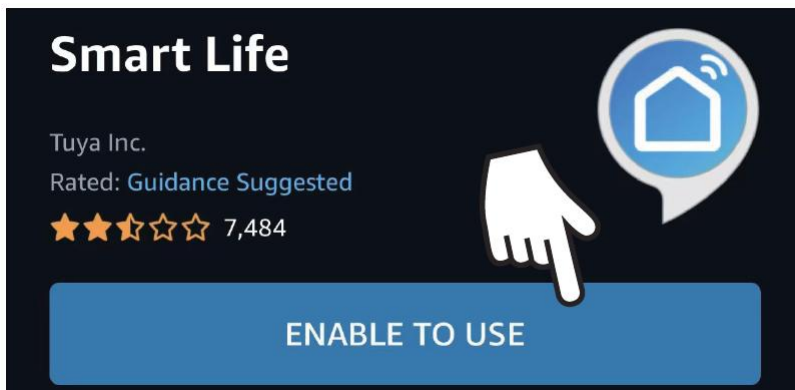 Smart Life
Tuya Inc.
Rated: Guidance Suggested
7,484
ENABLE TO USE